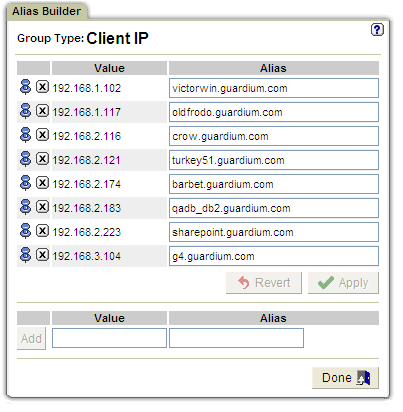 Alias Builder
Group Type: Client IP ?
Value Alias
X 192.168.1.102 victorwin.guardium.com
X 192.168.1.117 oldfrodo.guardium.com
X 192.168.2.116 crow.guardium.com
X 192.168.2.121 turkey51.guardium.com
X 192.168.2.174 barbet.guardium.com
X 192.168.2.183 qadb_db2.guardium.com
X 192.168.2.223 sharepoint.guardium.com
X 192.168.3.104 g4.guardium.com
Revert Apply
Value Alias
Add
Done